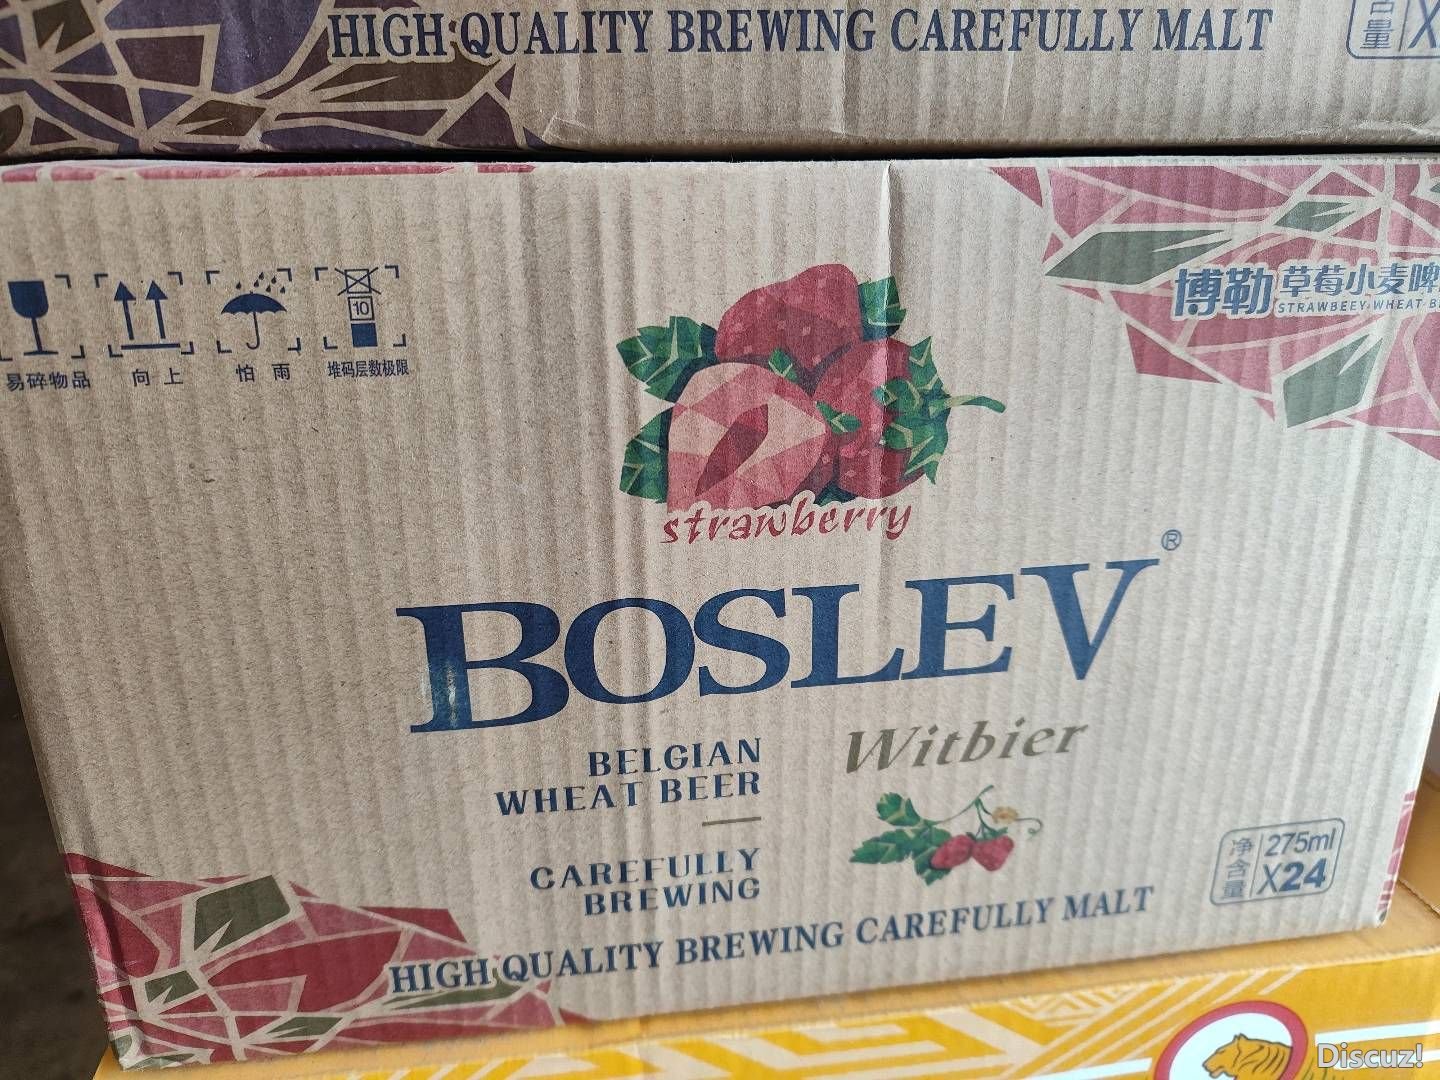 HIGH QUALITY BREWING CAREFULLY MALT
含量
X
易碎物品
向上
怕雨
10
堆码层数极限
博勒 草莓小麦啤
STRAWBEEY WHEAT B
strawberry
BOSLEV®
BELGIAN
WHEAT BEER
Witbier
CAREFULLY
BREWING
净含量 275ml
X24
HIGH QUALITY BREWING CAREFULLY MALT
Discuz!